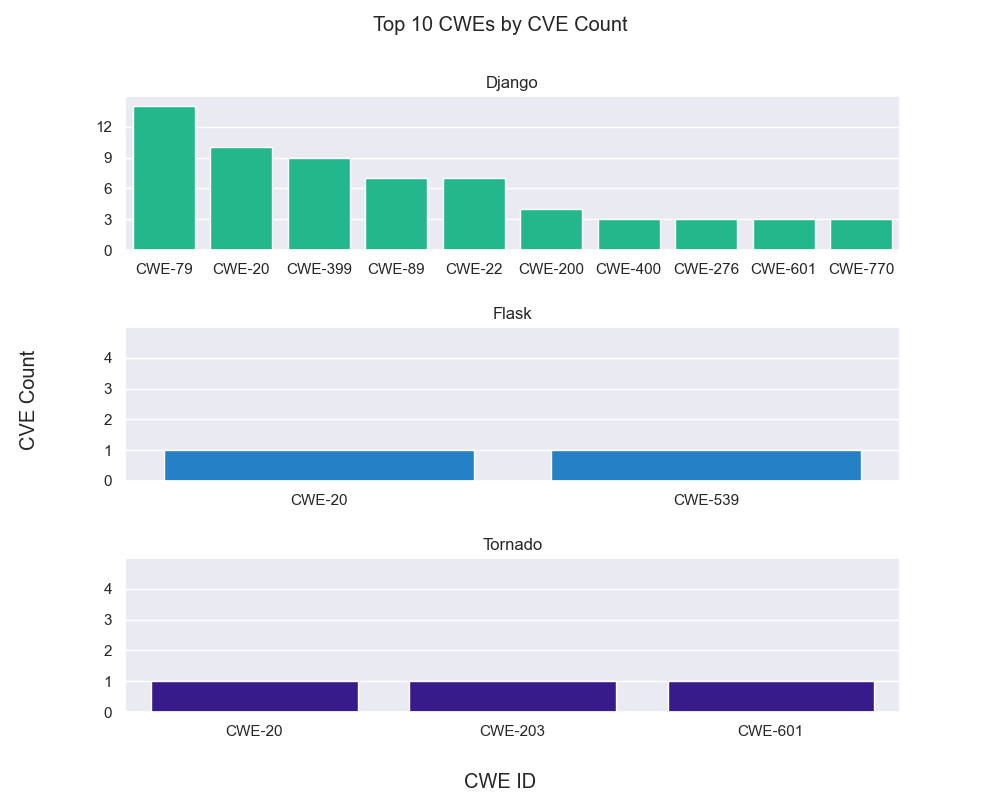 Top 10 CWEs by CVE Count
Django
12
9
6
3
0
CWE-79 CWE-20 CWE-399 CWE-89 CWE-22 CWE-200 CWE-400 CWE-276 CWE-601 CWE-770
Flask
4
3
2
1
0
CWE-20 CWE-539
CVE Count
Tornado
4
3
2
1
0
CWE-20 CWE-203 CWE-601
CWE ID